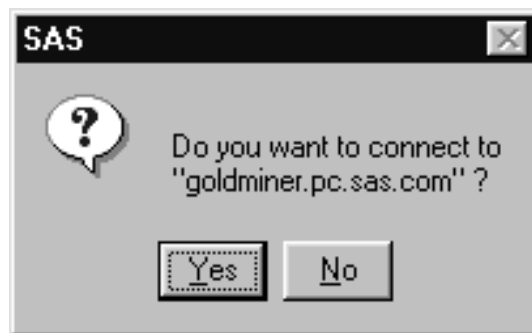 SAS
?
Do you want to connect to
"goldminer.pc.sas.com" ?
Yes No